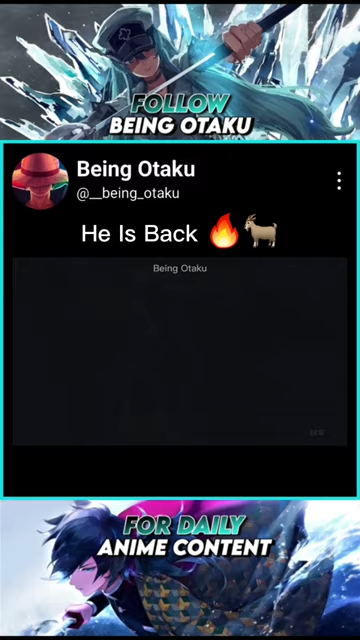 FOLLOW
BEING OTAKU
Being Otaku
@__being_otaku
He Is Back 🔥🐐
Being Otaku
FOR DAILY
ANIME CONTENT